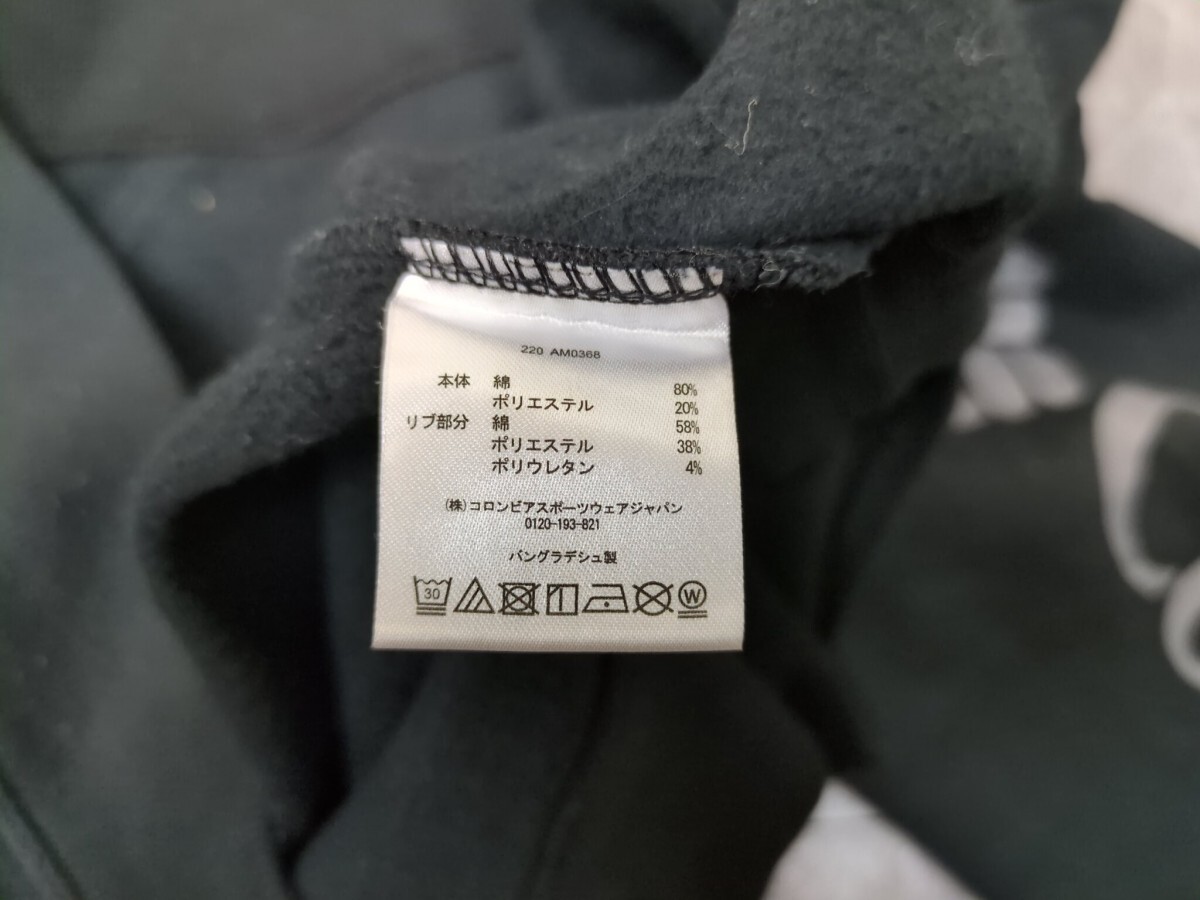 220 AM0368
本体 綿 80%
ポリエステル 20%
リブ部分 綿 58%
ポリエステル 38%
ポリウレタン 4%
(株)コロンビアスポーツウェアジャパン
0120-193-821
バングラデシュ製
30 W